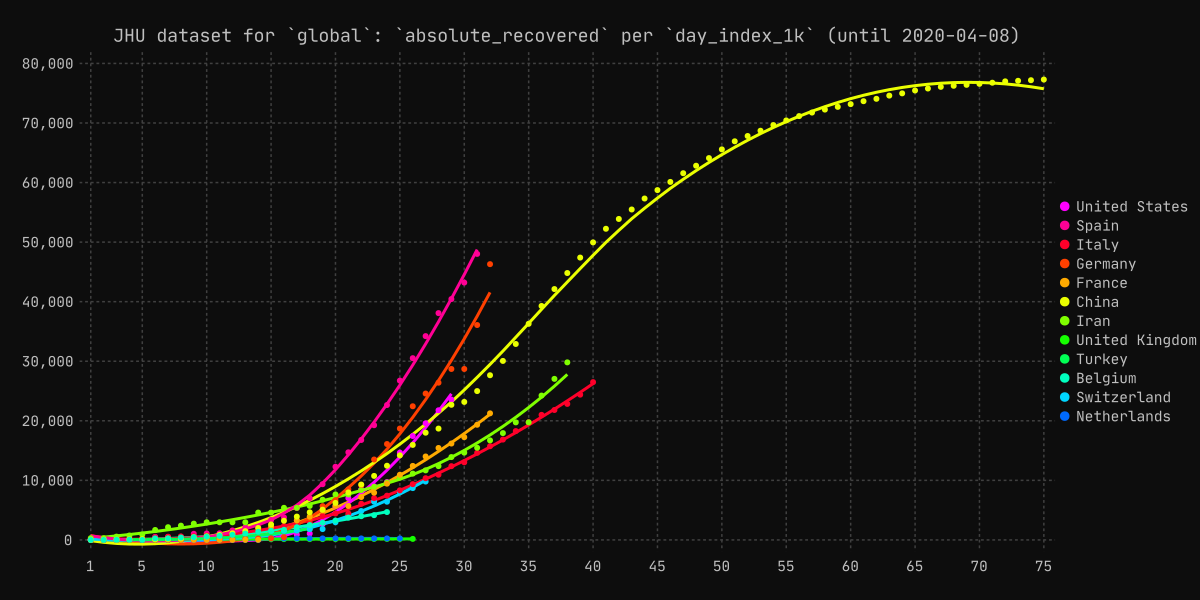 JHU dataset for `global`: `absolute_recovered` per `day_index_1k` (until 2020-04-08)
80,000
70,000
60,000
50,000
40,000
30,000
20,000
10,000
0
1 5 10 15 20 25 30 35 40 45 50 55 60 65 70 75
United States
Spain
Italy
Germany
France
China
Iran
United Kingdom
Turkey
Belgium
Switzerland
Netherlands